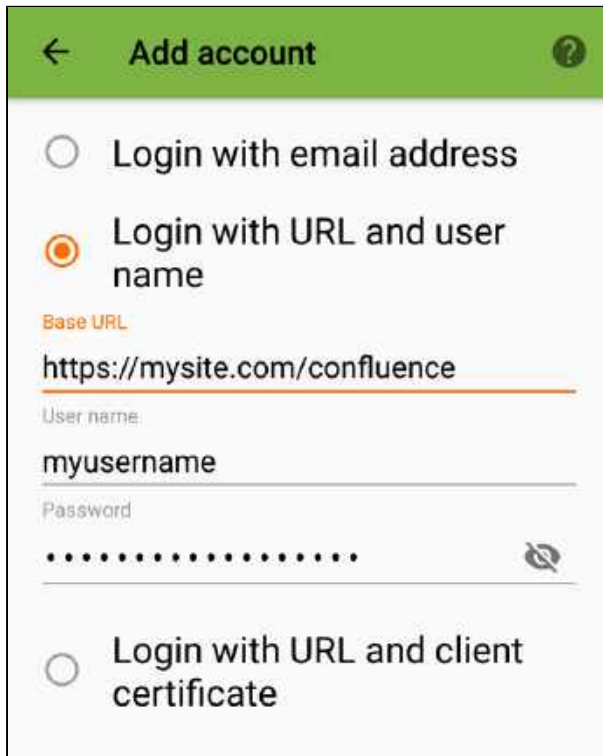 Add account
Login with email address
Login with URL and user
name
Base URL
https://mysite.com/confluence
User name
myusername
Password
••••••••••••••••••
Login with URL and client
certificate